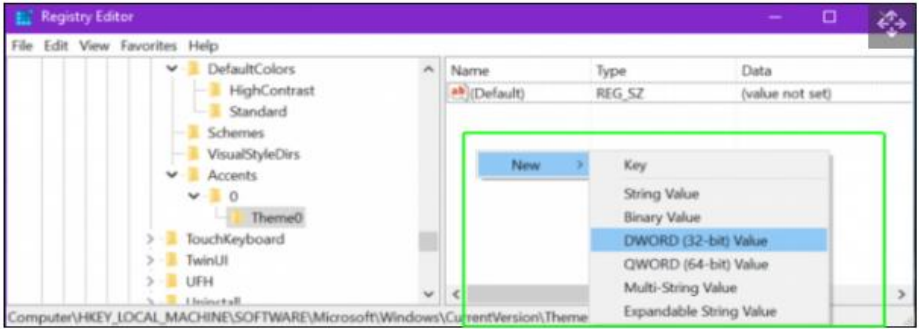 Registry Editor
File Edit View Favorites Help
DefaultColors
HighContrast
Standard
Schemes
VisualStyleDirs
Accents
0
Theme0
TouchKeyboard
TwinUI
UFH
Uninstall
Name Type Data
ab (Default) REG_SZ (value not set)
New
Key
String Value
Binary Value
DWORD (32-bit) Value
QWORD (64-bit) Value
Multi-String Value
Expandable String Value
Computer\HKEY_LOCAL_MACHINE\SOFTWARE\Microsoft\Windows\CurrentVersion\Theme